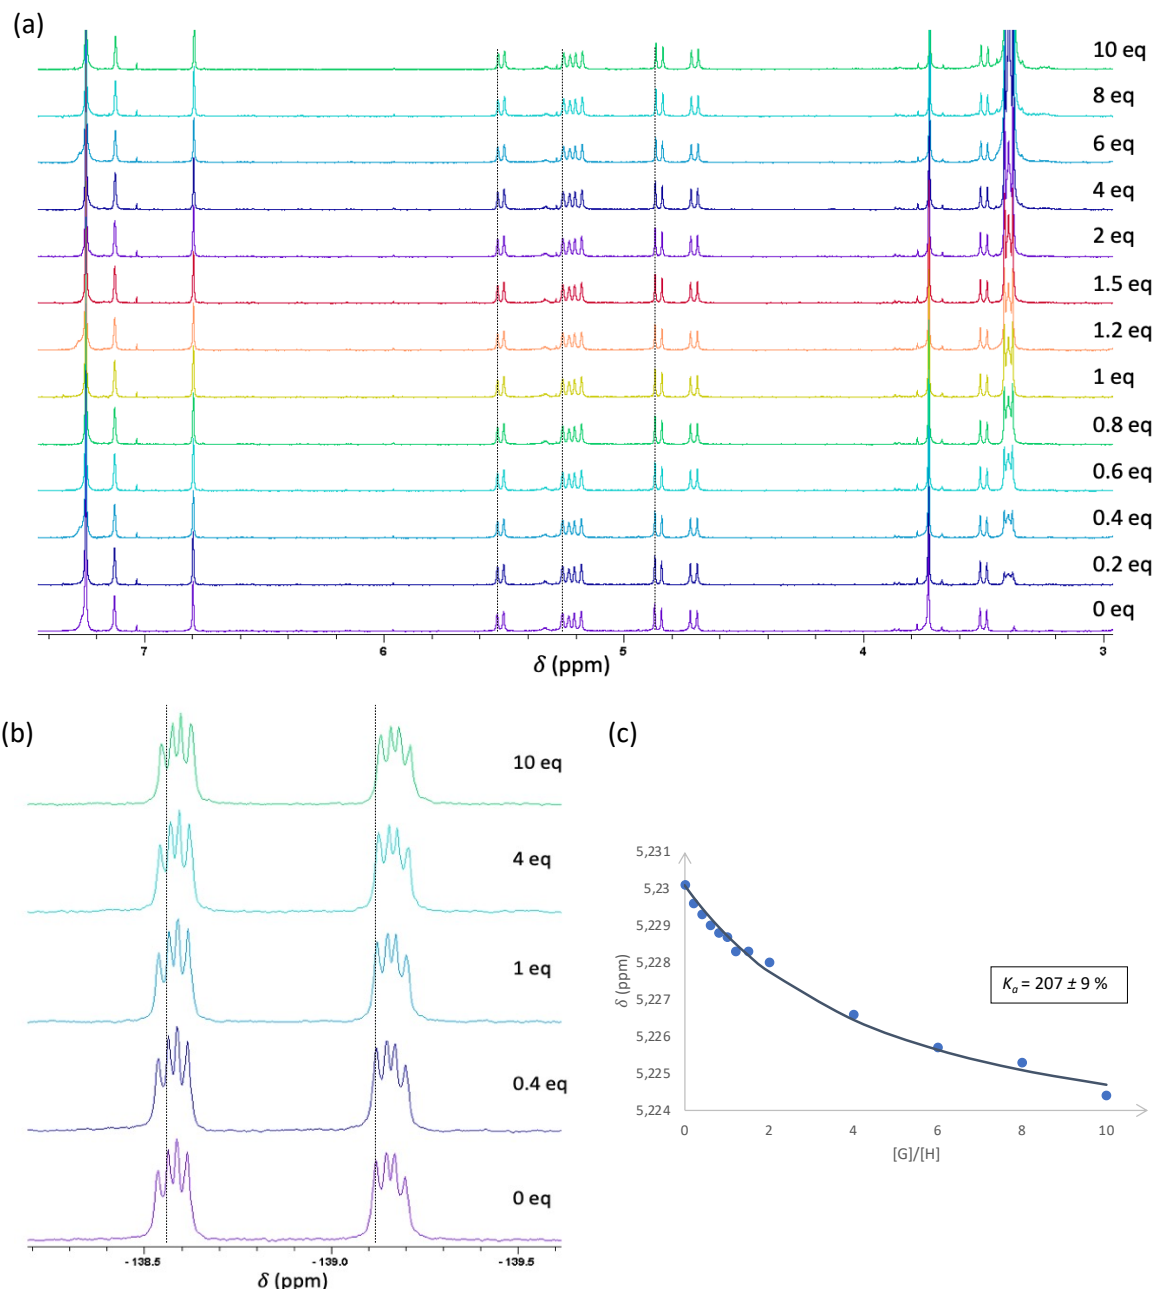 (a)
10 eq
8 eq
6 eq
4 eq
2 eq
1.5 eq
1.2 eq
1 eq
0.8 eq
0.6 eq
0.4 eq
0.2 eq
0 eq
7 6 5 4 3
δ (ppm)
(b)
10 eq
4 eq
1 eq
0.4 eq
0 eq
-138.5 -139.0 -139.5
δ (ppm)
(c)
5,231
5,23
5,229
5,228
5,227
5,226
5,225
5,224
δ (ppm)
Ka = 207 ± 9 %
0 2 4 6 8 10
[G]/[H]